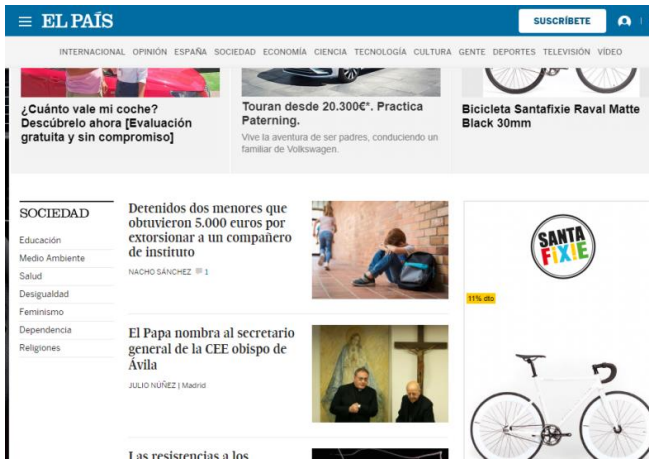 EL PAÍS
SUSCRÍBETE
INTERNACIONAL OPINIÓN ESPAÑA SOCIEDAD ECONOMÍA CIENCIA TECNOLOGÍA CULTURA GENTE DEPORTES TELEVISIÓN VÍDEO
¿Cuánto vale mi coche?
Descúbrelo ahora [Evaluación
gratuita y sin compromiso]
Touran desde 20.300€*. Practica
Paterning.
Vive la aventura de ser padres, conduciendo un
familiar de Volkswagen.
Bicicleta Santafixie Raval Matte
Black 30mm
SOCIEDAD
Educación
Medio Ambiente
Salud
Desigualdad
Feminismo
Dependencia
Religiones
Detenidos dos menores que
obtuvieron 5.000 euros por
extorsionar a un compañero
de instituto
NACHO SÁNCHEZ 1
El Papa nombra al secretario
general de la CEE obispo de
Ávila
JULIO NÚÑEZ | Madrid
Las resistencias a los
SANTA
FIXIE
11% dto